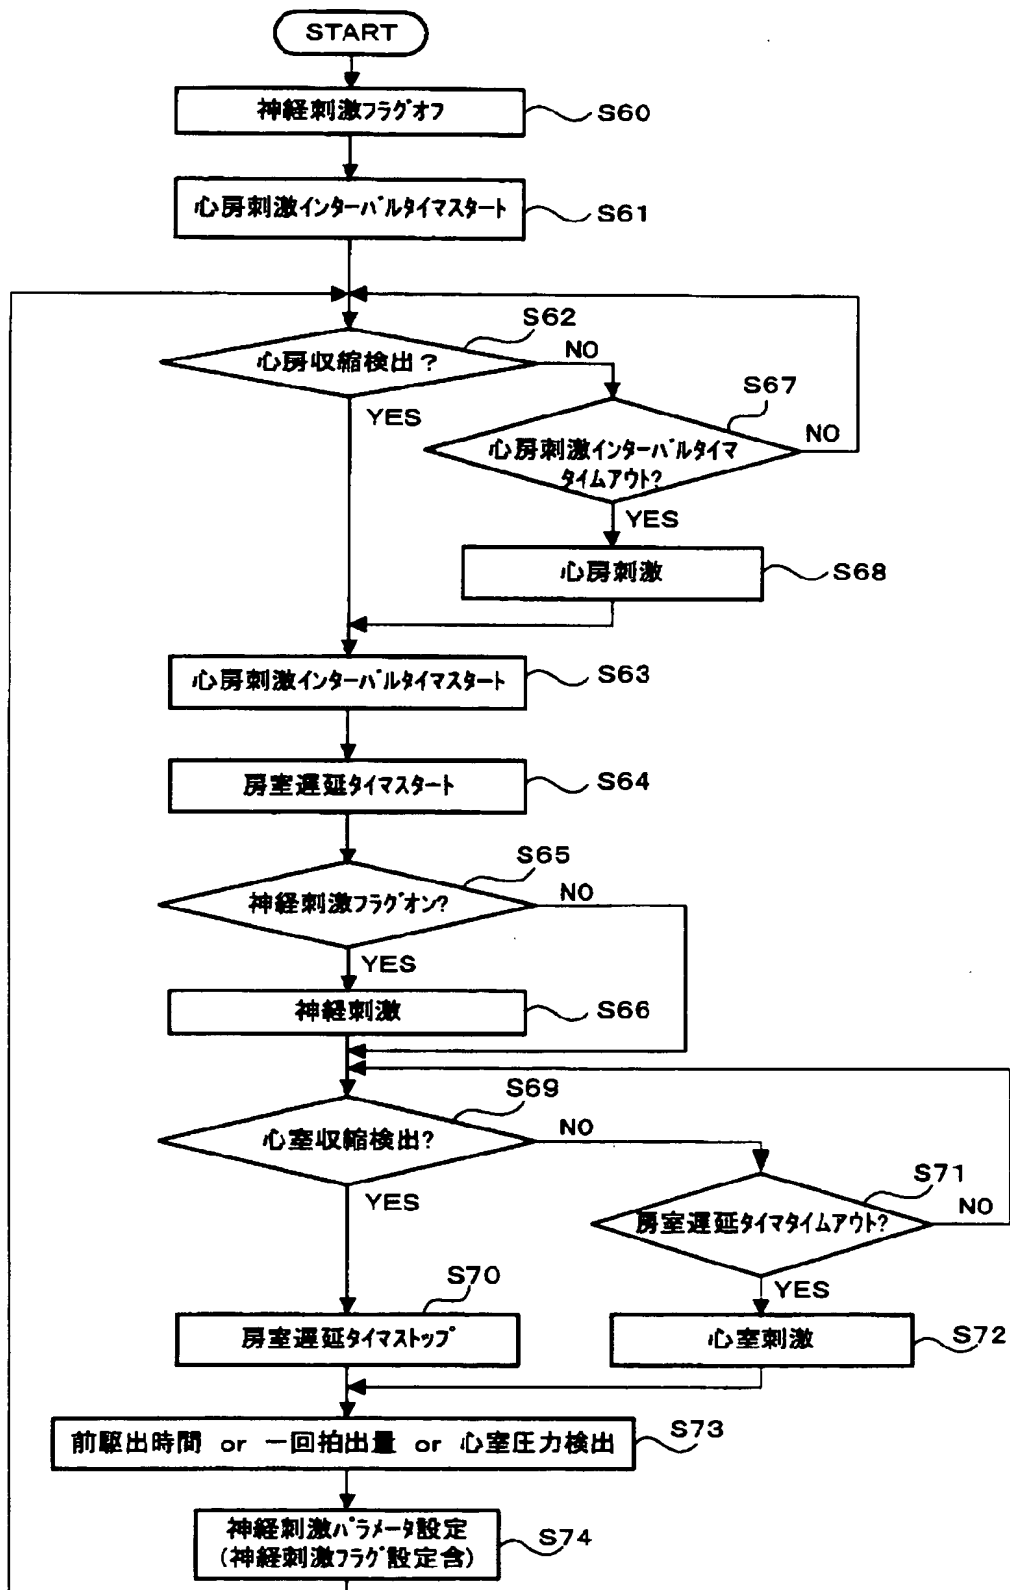 START
神経刺激フラグオフ
S60
心房刺激インターバルタイマスタート
S61
S62
心房収縮検出？
NO
YES
S67
心房刺激インターバルタイマ
タイムアウト?
NO
YES
心房刺激
S68
心房刺激インターバルタイマスタート
S63
房室遅延タイマスタート
S64
S65
神経刺激フラグオン?
NO
YES
神経刺激
S66
S69
心室収縮検出?
NO
YES
S71
房室遅延タイマタイムアウト?
NO
YES
S70
房室遅延タイマストップ
心室刺激
S72
前駆出時間 or 一回拍出量 or 心室圧力検出
S73
神経刺激パラメータ設定
(神経刺激フラグ設定含)
S74